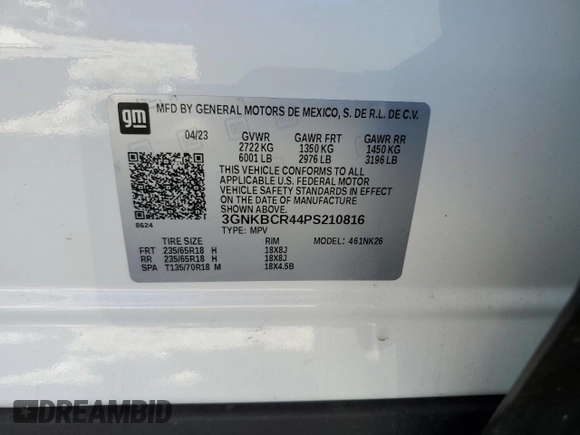 gm MFD BY GENERAL MOTORS DE MEXICO, S. DE R.L. DE C.V.
04/23 GVWR GAWR FRT GAWR RR
2722 KG 1350 KG 1450 KG
6001 LB 2976 LB 3196 LB
THIS VEHICLE CONFORMS TO ALL
APPLICABLE U.S. FEDERAL MOTOR
VEHICLE SAFETY STANDARDS IN EFFECT
ON THE DATE OF MANUFACTURE
SHOWN ABOVE.
8624 3GNKBCR44PS210816
TYPE: MPV MODEL: 461NK26
TIRE SIZE RIM
FRT 235/65R18 H 18X8J
RR 235/65R18 H 18X8J
SPA T135/70R18 M 18X4.5B
DREAMBID